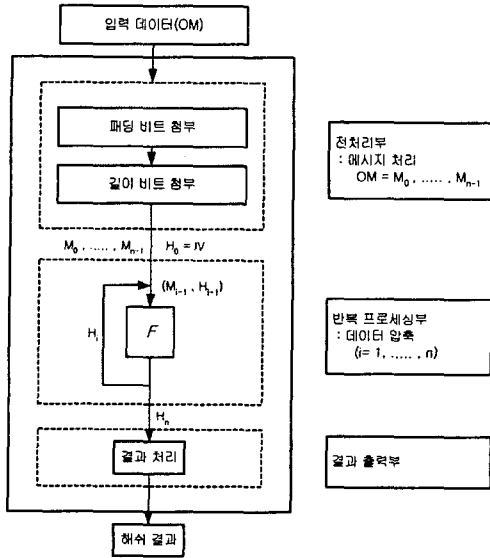 입력 데이터(OM)
패딩 비트 첨부
길이 비트 첨부
전처리부
: 메시지 처리
OM = M₀ , ..... , Mₙ₋₁
M₀ , ..... , Mₙ₋₁ H₀ = IV
(Mᵢ₋₁ , Hᵢ₋₁)
Hᵢ
F
반복 프로세싱부
: 데이터 압축
(i= 1, ..... , n)
Hₙ
결과 처리
결과 출력부
해쉬 결과